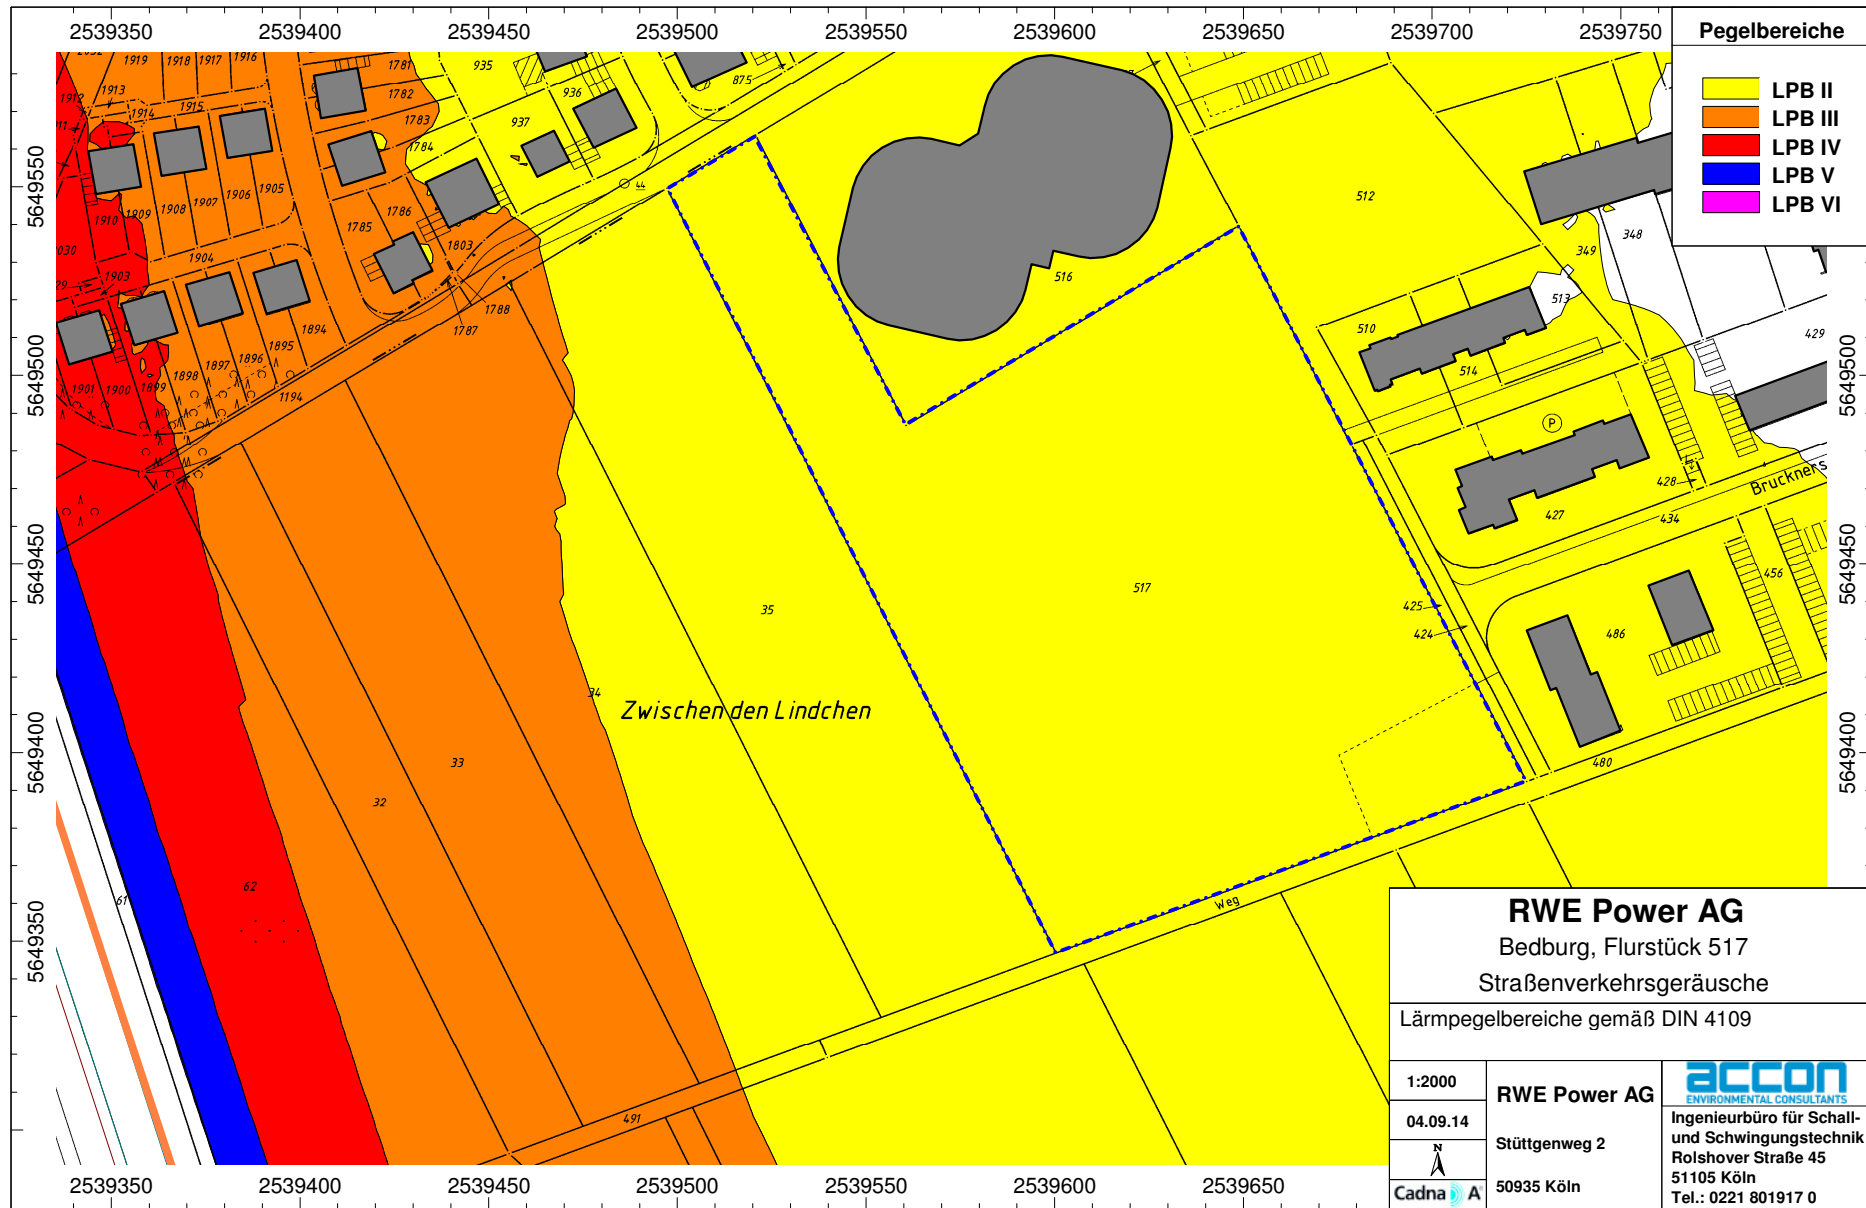 2539350 2539400 2539450 2539500 2539550 2539600 2539650 2539700 2539750
Pegelbereiche
LPB II
LPB III
LPB IV
LPB V
LPB VI
5649550
5649500
5649450
5649400
5649350
5649500
5649450
5649400
1919 1918 1917 1916
1781
1782
1783
1784
1912
1913
1914
1915
935
936
937
875
44
1910
1909
1908
1907
1906
1905
1904
1903
1785
1786
1803
1787
1788
1894
1895
1896
1897
1898
1899
1900
1901
1194
512
516
510
513
514
349
348
429
P
428
427
434
Bruckners
425
424
486
456
480
517
35
34
33
32
62
61
491
Zwischen den Lindchen
Weg
RWE Power AG
Bedburg, Flurstück 517
Straßenverkehrsgeräusche
Lärmpegelbereiche gemäß DIN 4109
1:2000
04.09.14
N
Cadna A
RWE Power AG
Stüttgenweg 2
50935 Köln
accon
ENVIRONMENTAL CONSULTANTS
Ingenieurbüro für Schall-
und Schwingungstechnik
Rolshover Straße 45
51105 Köln
Tel.: 0221 801917 0
2539350 2539400 2539450 2539500 2539550 2539600 2539650